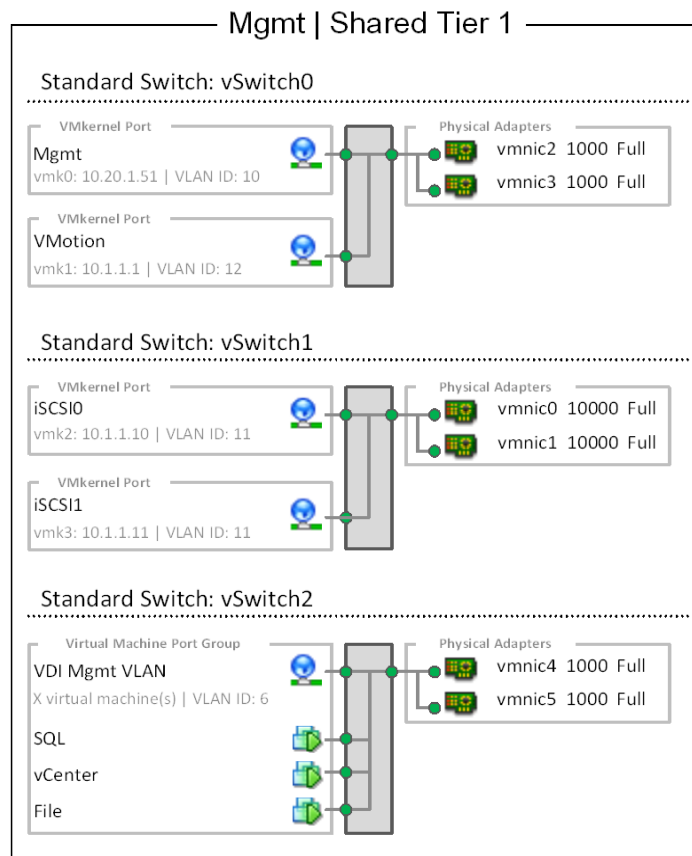 Mgmt | Shared Tier 1
Standard Switch: vSwitch0
VMkernel Port
Physical Adapters
Mgmt
vmk0: 10.20.1.51 | VLAN ID: 10
vmnic2 1000 Full
vmnic3 1000 Full
VMkernel Port
VMotion
vmk1: 10.1.1.1 | VLAN ID: 12
Standard Switch: vSwitch1
VMkernel Port
Physical Adapters
iSCSI0
vmk2: 10.1.1.10 | VLAN ID: 11
vmnic0 10000 Full
vmnic1 10000 Full
VMkernel Port
iSCSI1
vmk3: 10.1.1.11 | VLAN ID: 11
Standard Switch: vSwitch2
Virtual Machine Port Group
Physical Adapters
VDI Mgmt VLAN
X virtual machine(s) | VLAN ID: 6
vmnic4 1000 Full
vmnic5 1000 Full
SQL
vCenter
File